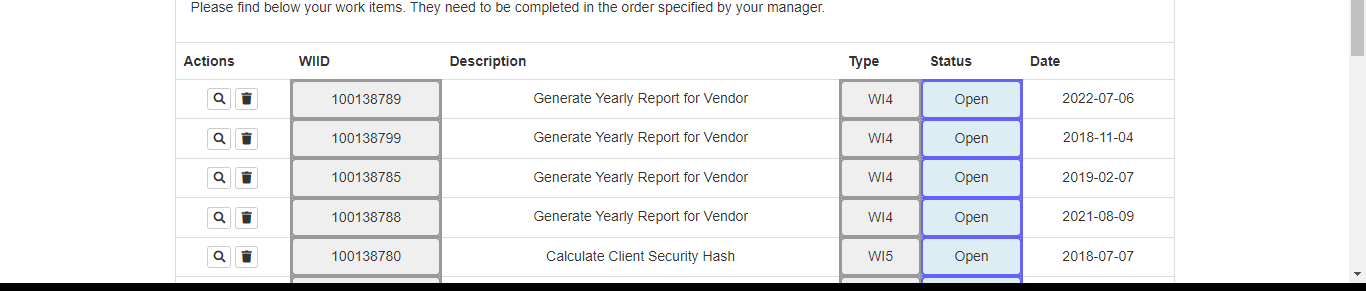 Please find below your work items. They need to be completed in the order specified by your manager.
Actions WIID Description Type Status Date
100138789 Generate Yearly Report for Vendor WI4 Open 2022-07-06
100138799 Generate Yearly Report for Vendor WI4 Open 2018-11-04
100138785 Generate Yearly Report for Vendor WI4 Open 2019-02-07
100138788 Generate Yearly Report for Vendor WI4 Open 2021-08-09
100138780 Calculate Client Security Hash WI5 Open 2018-07-07